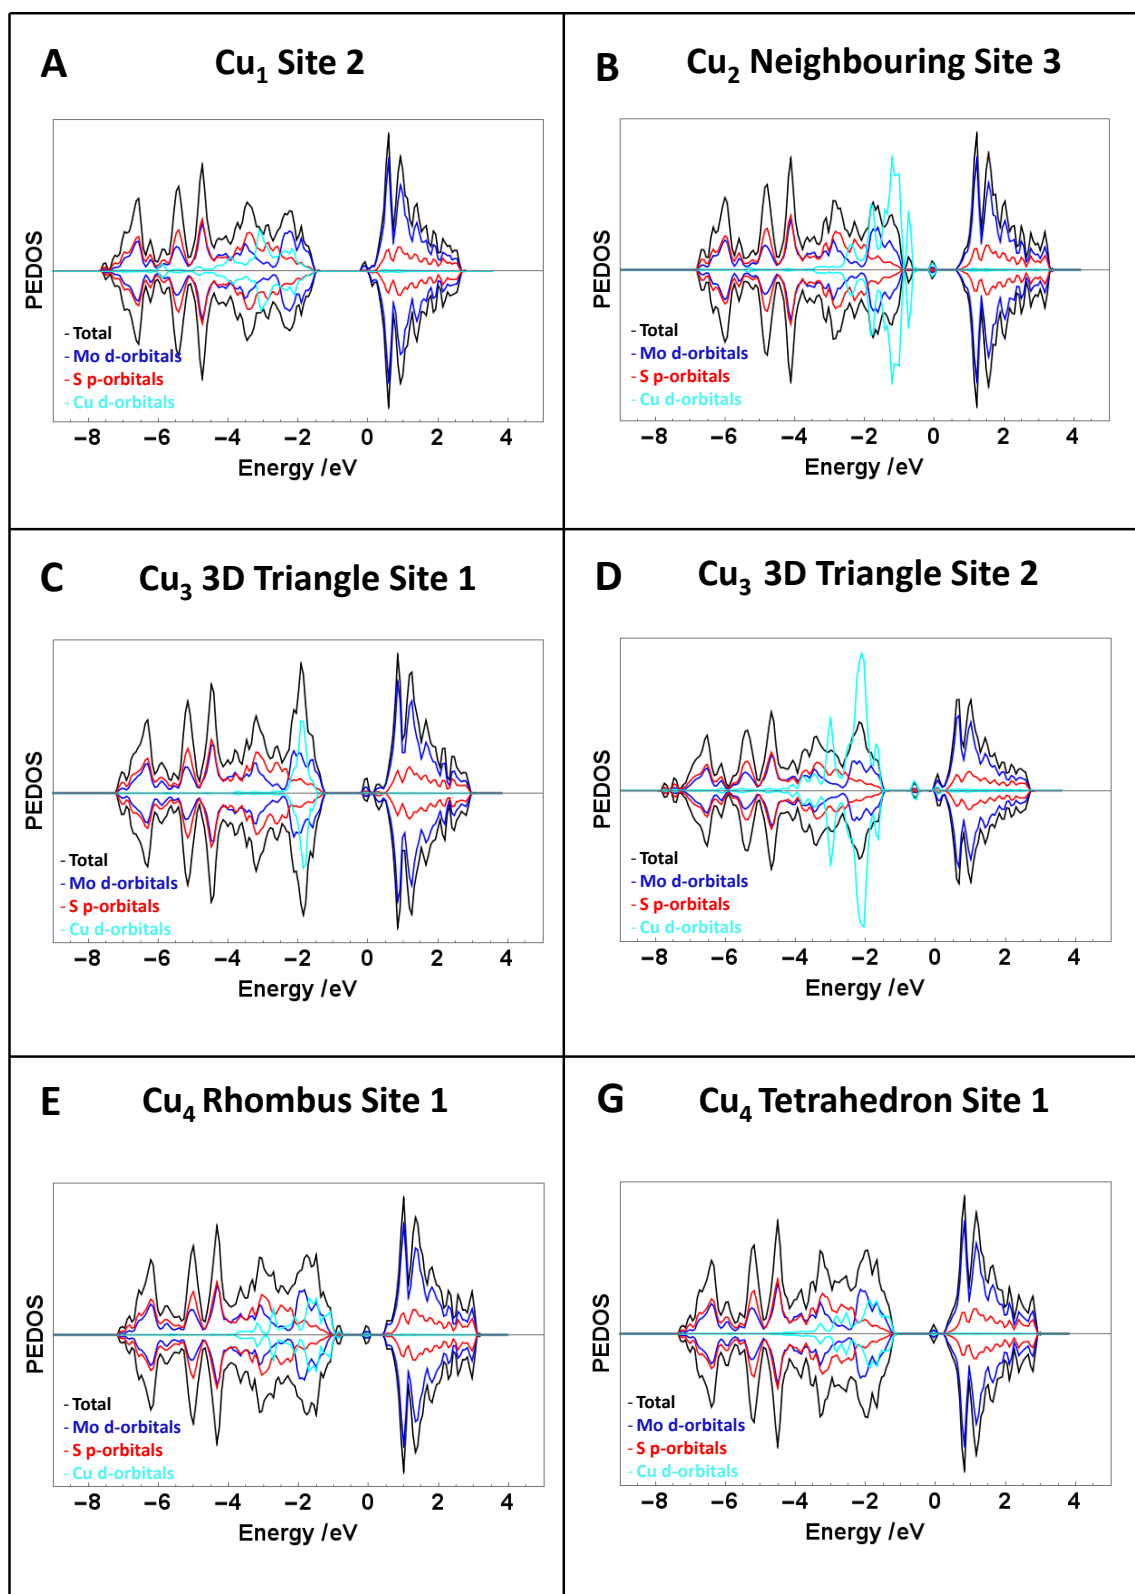 A Cu₁ Site 2
PEDOS
- Total
- Mo d-orbitals
- S p-orbitals
- Cu d-orbitals
−8 −6 −4 −2 0 2 4
Energy /eV
B Cu₂ Neighbouring Site 3
PEDOS
- Total
- Mo d-orbitals
- S p-orbitals
- Cu d-orbitals
−8 −6 −4 −2 0 2 4
Energy /eV
C Cu₃ 3D Triangle Site 1
PEDOS
- Total
- Mo d-orbitals
- S p-orbitals
- Cu d-orbitals
−8 −6 −4 −2 0 2 4
Energy /eV
D Cu₃ 3D Triangle Site 2
PEDOS
- Total
- Mo d-orbitals
- S p-orbitals
- Cu d-orbitals
−8 −6 −4 −2 0 2 4
Energy /eV
E Cu₄ Rhombus Site 1
PEDOS
- Total
- Mo d-orbitals
- S p-orbitals
- Cu d-orbitals
−8 −6 −4 −2 0 2 4
Energy /eV
G Cu₄ Tetrahedron Site 1
PEDOS
- Total
- Mo d-orbitals
- S p-orbitals
- Cu d-orbitals
−8 −6 −4 −2 0 2 4
Energy /eV